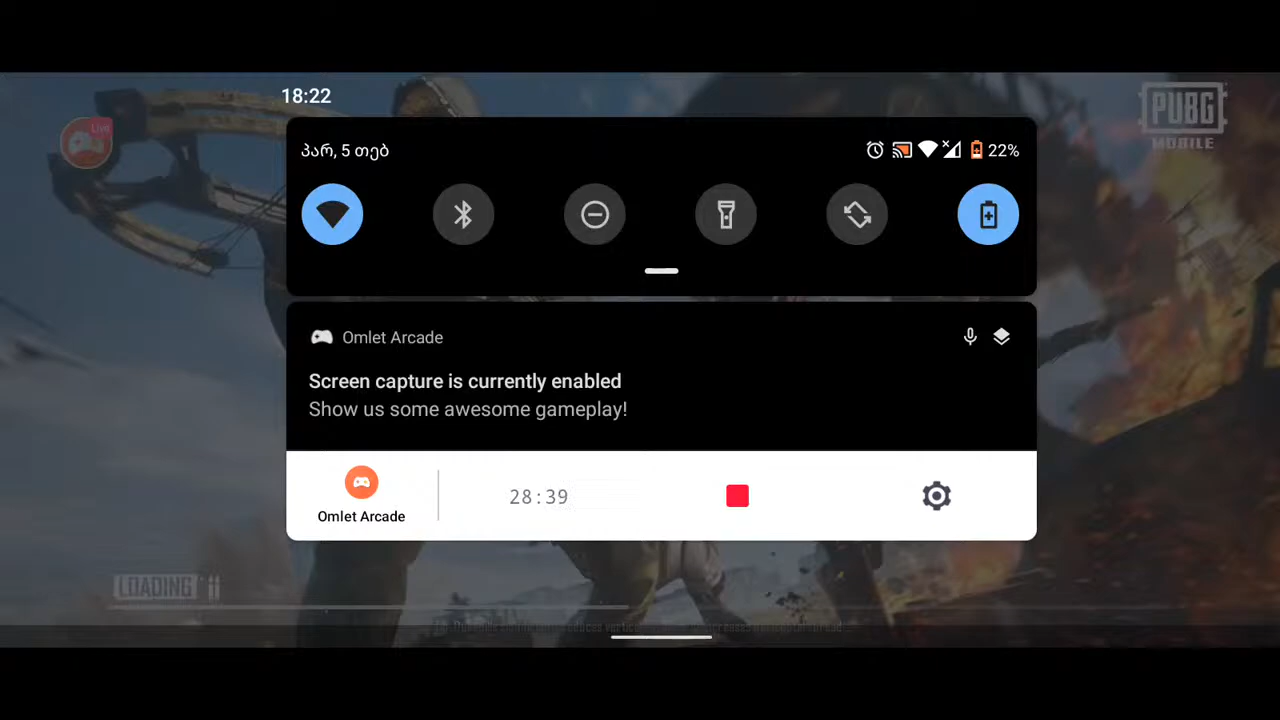 18:22
Live
PUBG
MOBILE
პარ, 5 თებ
22%
Omlet Arcade
Screen capture is currently enabled
Show us some awesome gameplay!
Omlet Arcade
28:39
LOADING